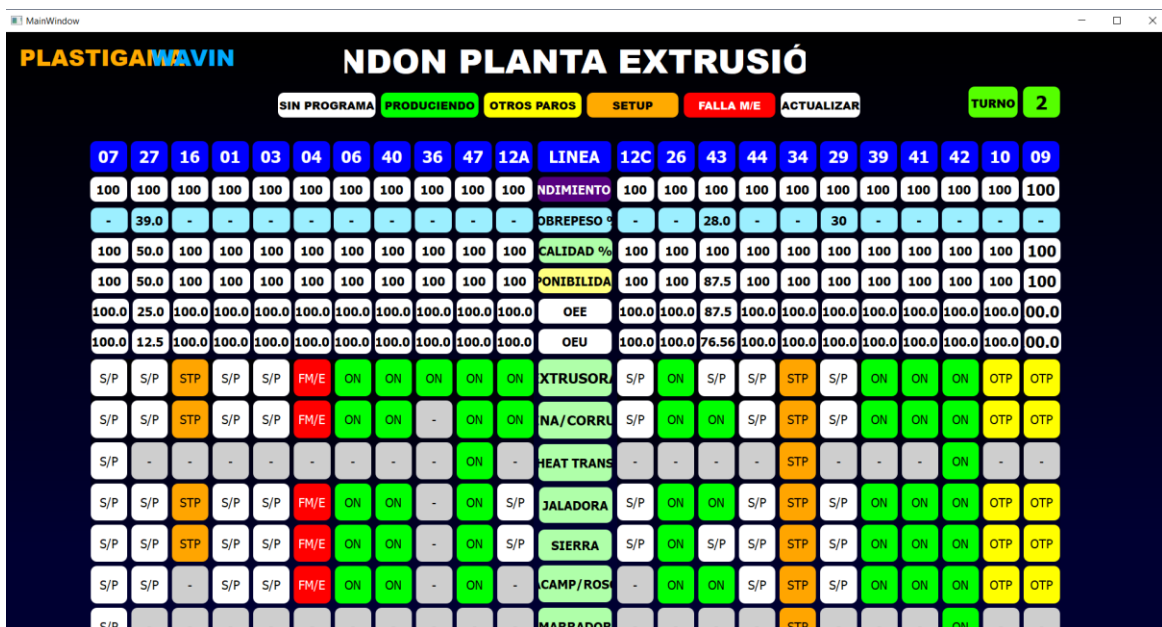 MainWindow
PLASTIGAMA WAVIN NDON PLANTA EXTRUSIÓ
SIN PROGRAMA PRODUCIENDO OTROS PAROS SETUP FALLA M/E ACTUALIZAR TURNO 2
07 27 16 01 03 04 06 40 36 47 12A LINEA 12C 26 43 44 34 29 39 41 42 10 09
100 100 100 100 100 100 100 100 100 100 100 NDIMIENTO 100 100 100 100 100 100 100 100 100 100 100
- 39.0 - - - - - - - - - OBREPESO % - - 28.0 - - 30 - - - - -
100 50.0 100 100 100 100 100 100 100 100 100 CALIDAD % 100 100 100 100 100 100 100 100 100 100 100
100 50.0 100 100 100 100 100 100 100 100 100 PONIBILIDA 100 100 87.5 100 100 100 100 100 100 100 100
100.0 25.0 100.0 100.0 100.0 100.0 100.0 100.0 100.0 100.0 100.0 OEE 100.0 100.0 87.5 100.0 100.0 100.0 100.0 100.0 100.0 100.0 00.0
100.0 12.5 100.0 100.0 100.0 100.0 100.0 100.0 100.0 100.0 100.0 OEU 100.0 100.0 76.56 100.0 100.0 100.0 100.0 100.0 100.0 100.0 00.0
S/P S/P STP S/P S/P FM/E ON ON ON ON ON XTRUSORA S/P ON S/P S/P STP S/P ON ON ON OTP OTP
S/P S/P STP S/P S/P FM/E ON ON - ON ON NA/CORRU S/P ON ON S/P STP S/P ON ON ON OTP OTP
S/P - - - - - - - - ON - HEAT TRANS - - - - STP - - - ON - -
S/P S/P STP S/P S/P FM/E ON ON - ON S/P JALADORA S/P ON ON S/P STP S/P ON ON ON OTP OTP
S/P S/P STP S/P S/P FM/E ON ON - ON S/P SIERRA S/P ON S/P S/P STP S/P ON ON ON OTP OTP
S/P S/P - S/P S/P FM/E ON ON - ON - ACAMP/ROSC - ON ON S/P STP S/P ON ON ON OTP OTP
S/P MARRADOR STP ON